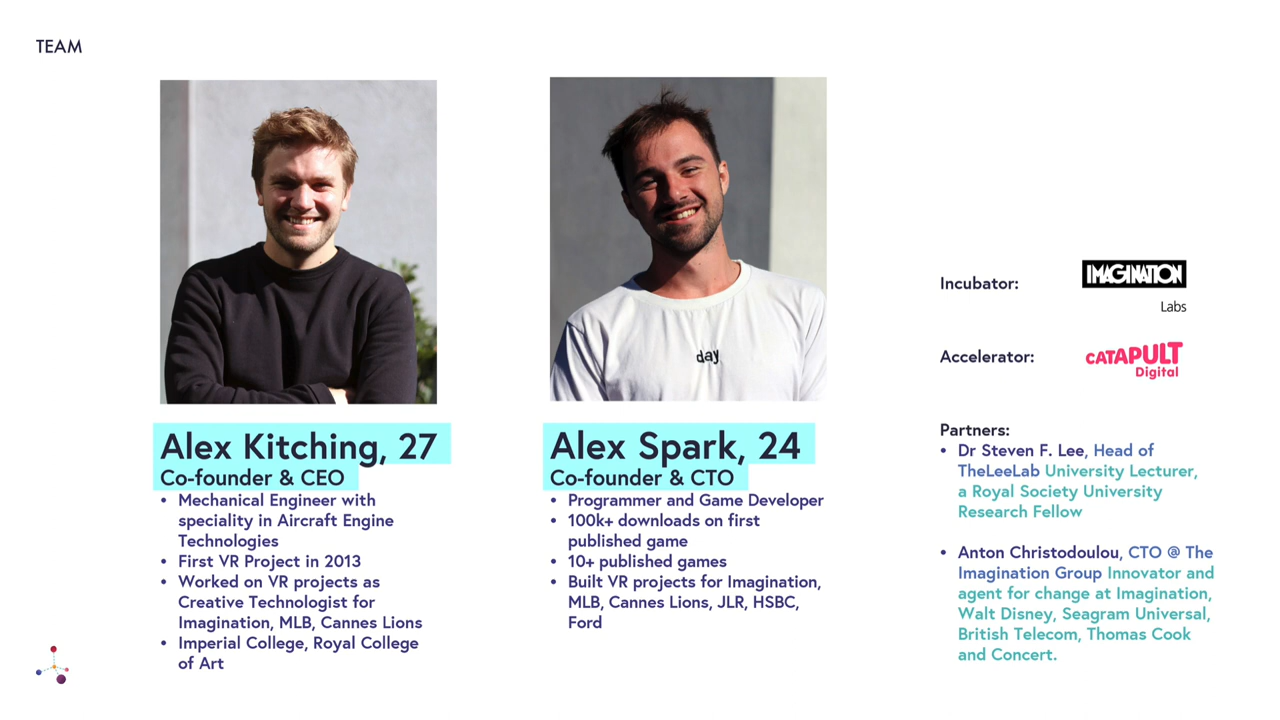 TEAM
day
Alex Kitching, 27
Co-founder & CEO
• Mechanical Engineer with
speciality in Aircraft Engine
Technologies
• First VR Project in 2013
• Worked on VR projects as
Creative Technologist for
Imagination, MLB, Cannes Lions
• Imperial College, Royal College
of Art
Alex Spark, 24
Co-founder & CTO
• Programmer and Game Developer
• 100k+ downloads on first
published game
• 10+ published games
• Built VR projects for Imagination,
MLB, Cannes Lions, JLR, HSBC,
Ford
Incubator:
IMAGINATION
Labs
Accelerator:
CATAPULT
Digital
Partners:
• Dr Steven F. Lee, Head of
TheLeeLab University Lecturer,
a Royal Society University
Research Fellow
• Anton Christodoulou, CTO @ The
Imagination Group Innovator and
agent for change at Imagination,
Walt Disney, Seagram Universal,
British Telecom, Thomas Cook
and Concert.